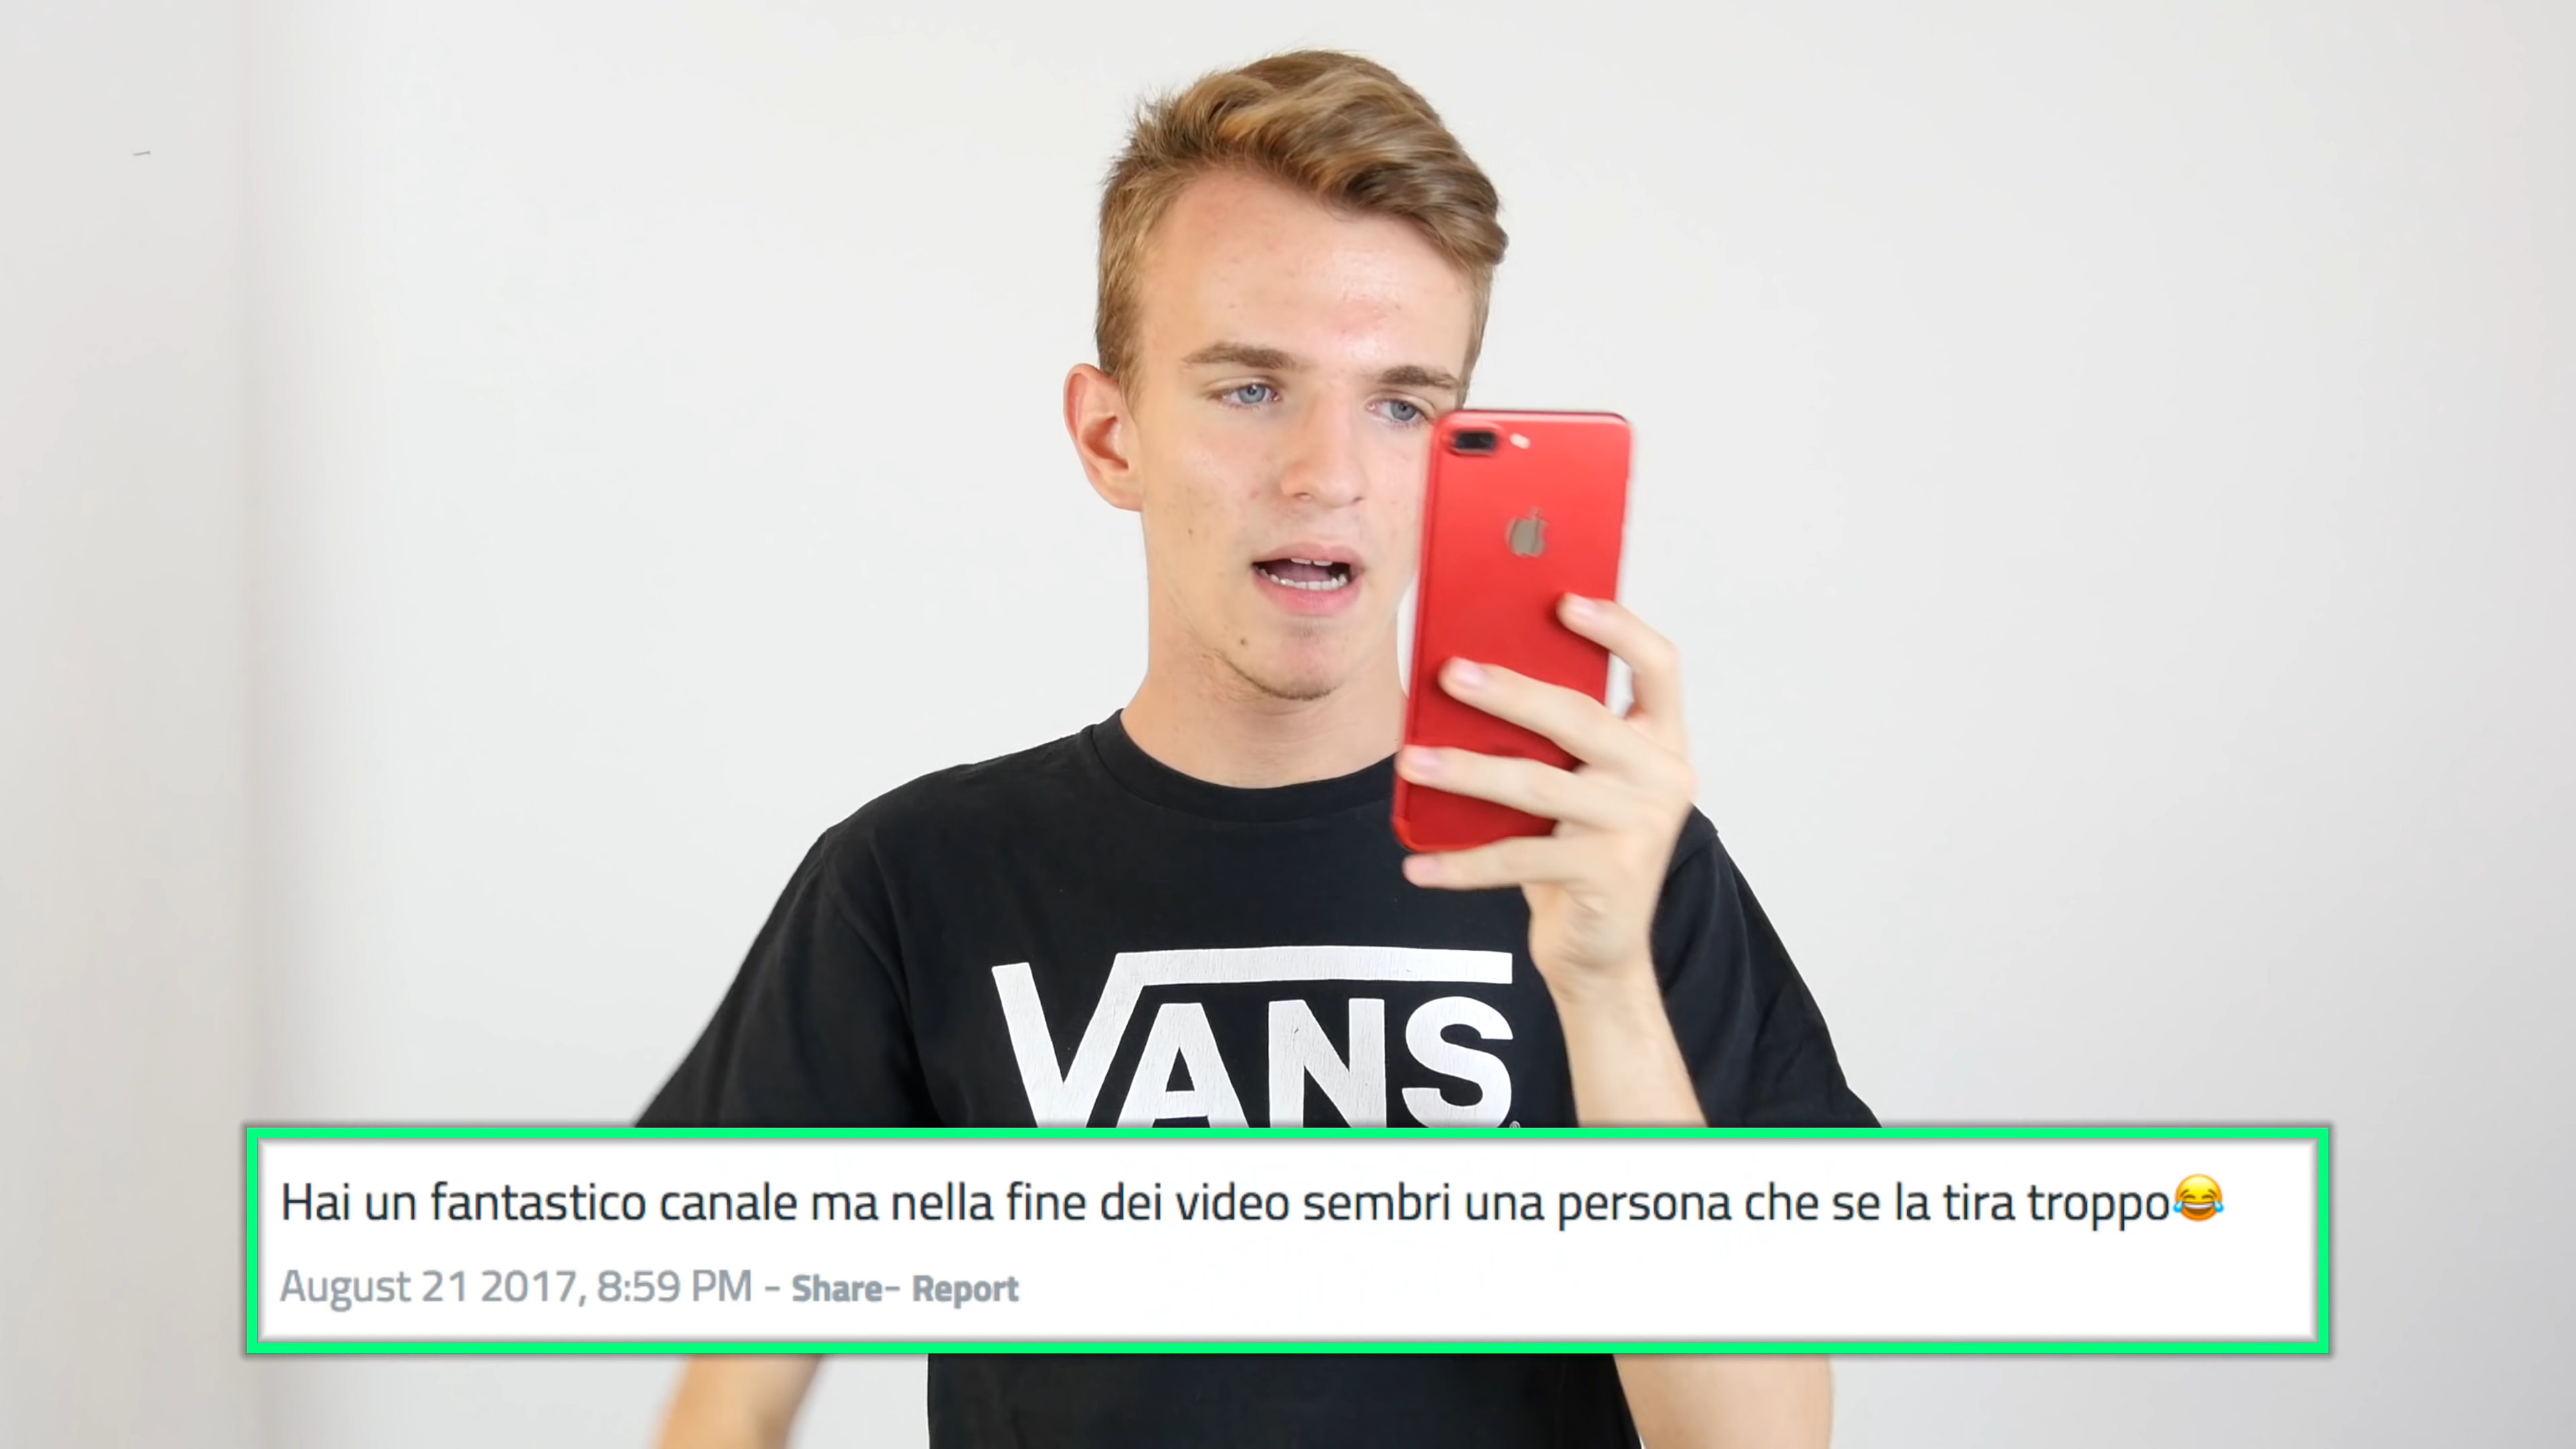 VANS
Hai un fantastico canale ma nella fine dei video sembri una persona che se la tira troppo😂
August 21 2017, 8:59 PM - Share- Report